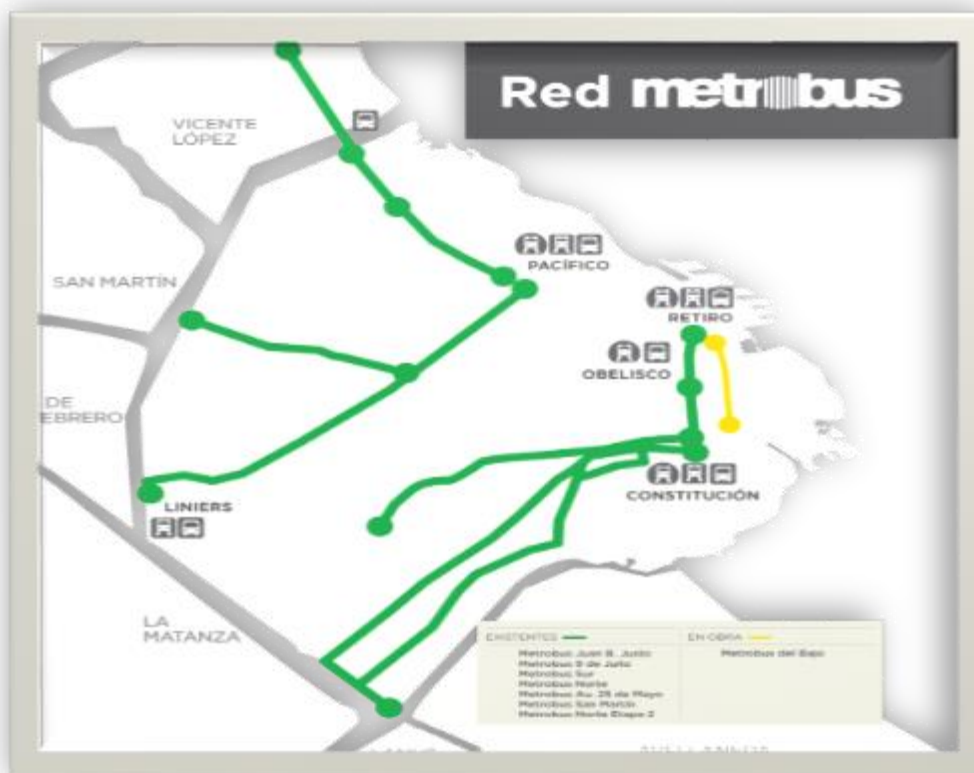 Red metrobus
VICENTE
LÓPEZ
PACÍFICO
SAN MARTÍN
RETIRO
OBELISCO
DE
EBRERO
CONSTITUCIÓN
LINIERS
LA
MATANZA
EXISTENTES
Metrobus Juan B. Justo
Metrobus 9 de Julio
Metrobus Sur
Metrobus Norte
Metrobus Au. 25 de Mayo
Metrobus San Martín
Metrobus Norte Etapa 2
EN OBRA
Metrobus del Bajo